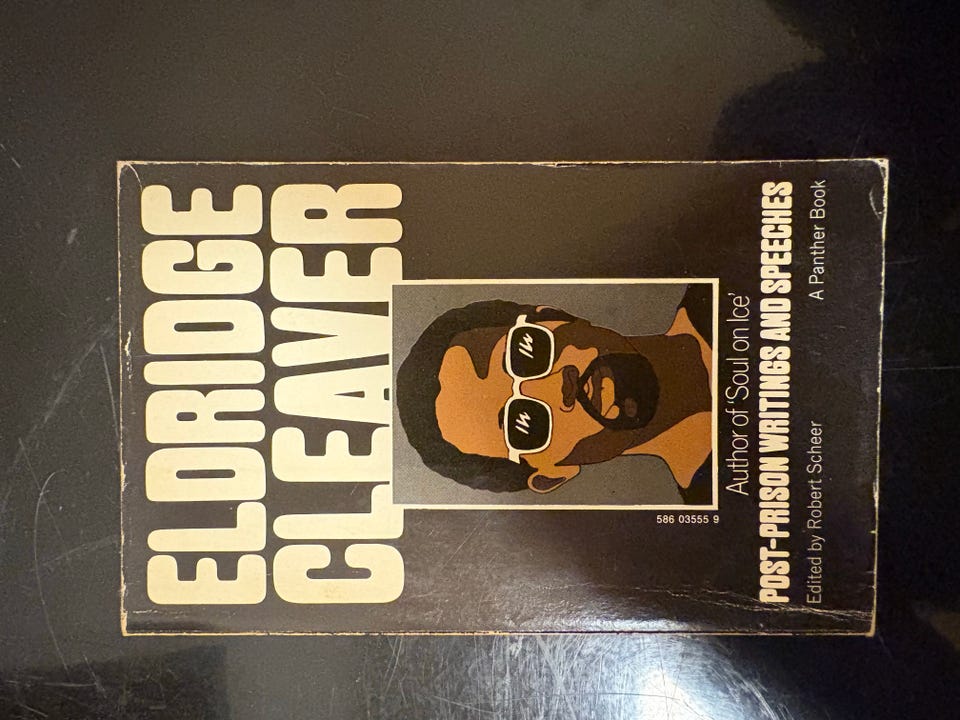 ELDRIDGE
CLEAVER
586 03555 9
Author of 'Soul on Ice'
POST-PRISON WRITINGS AND SPEECHES
Edited by Robert Scheer A Panther Book